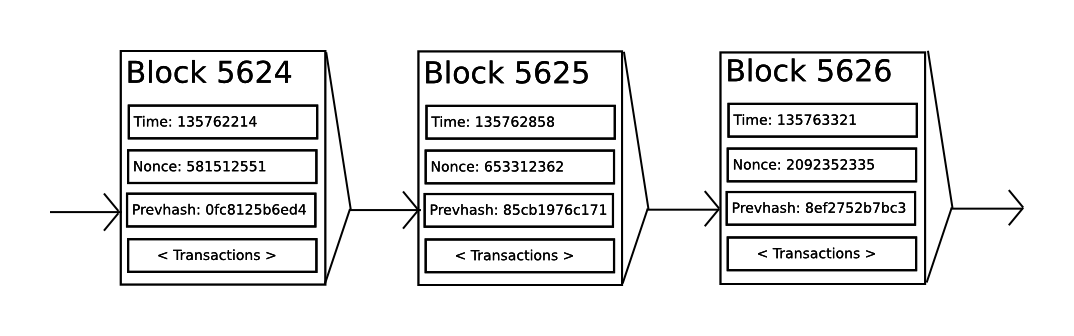 Block 5624
Time: 135762214
Nonce: 581512551
Prevhash: 0fc8125b6ed4
< Transactions >
Block 5625
Time: 135762858
Nonce: 653312362
Prevhash: 85cb1976c171
< Transactions >
Block 5626
Time: 135763321
Nonce: 2092352335
Prevhash: 8ef2752b7bc3
< Transactions >